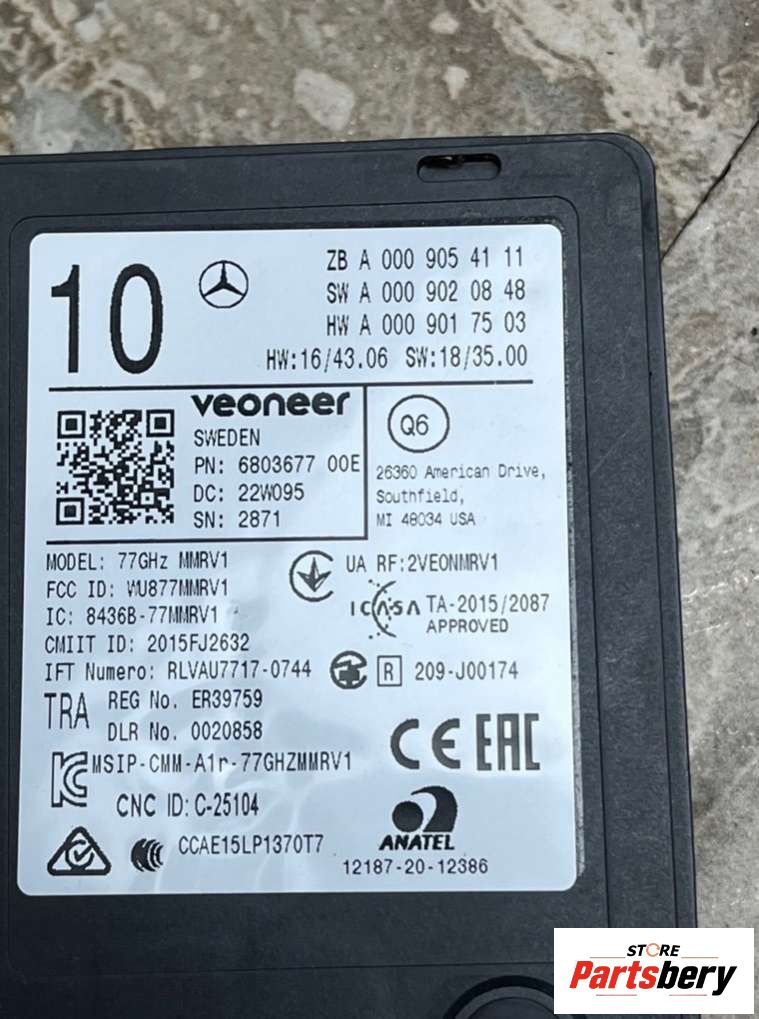 10
ZB A 000 905 41 11
SW A 000 902 08 48
HW A 000 901 75 03
HW:16/43.06 SW:18/35.00
veoneer
SWEDEN
PN: 6803677 00E
DC: 22W095
SN: 2871
Q6
26360 American Drive,
Southfield,
MI 48034 USA
MODEL: 77GHz MMRV1
FCC ID: WU877MMRV1
IC: 8436B-77MMRV1
CMIIT ID: 2015FJ2632
IFT Numero: RLVAU7717-0744
UA RF:2VEONMRV1
ICASA TA-2015/2087
APPROVED
R 209-J00174
TRA REG No. ER39759
DLR No. 0020858
MSIP-CMM-A1r-77GHZMMRV1
CNC ID: C-25104
CCAE15LP1370T7
CE EAC
ANATEL
12187-20-12386
STORE
Partsbery